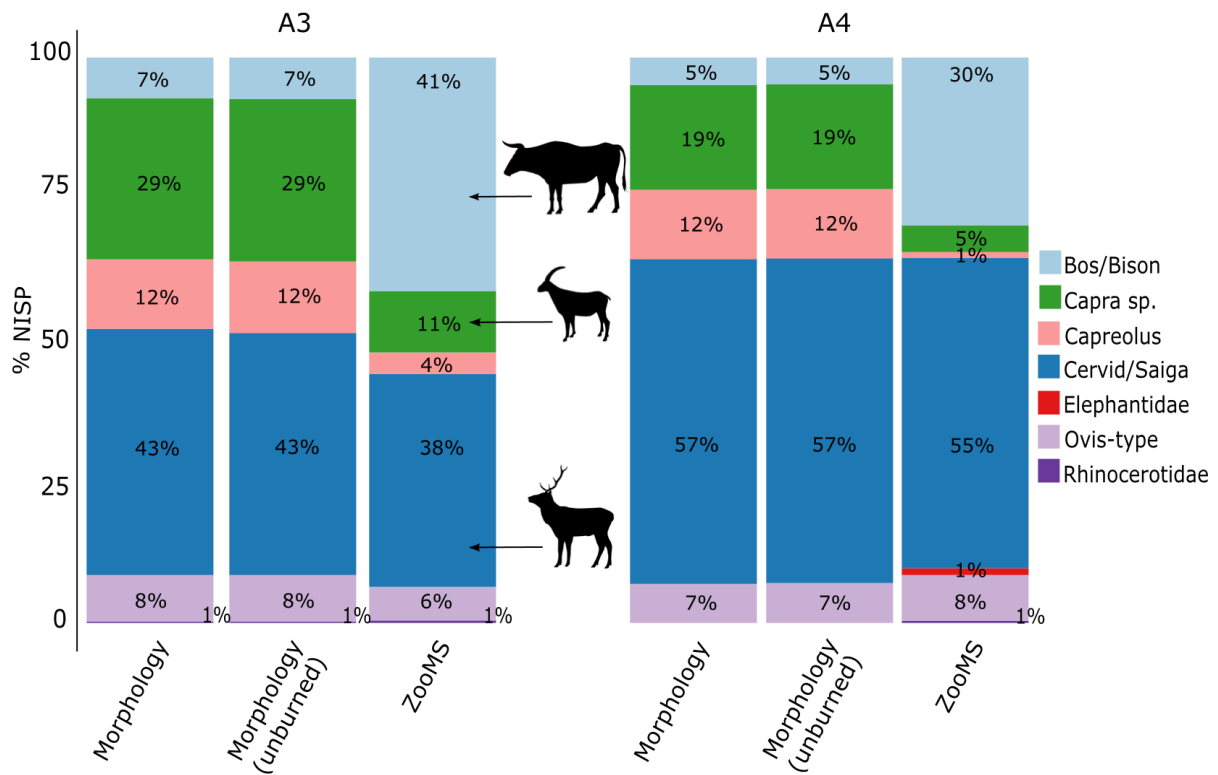 A3
A4
% NISP
100
75
50
25
0
7%
29%
12%
43%
8%
1%
7%
29%
12%
43%
8%
1%
41%
11%
4%
38%
6%
1%
5%
19%
12%
57%
7%
5%
19%
12%
57%
7%
30%
5%
1%
55%
1%
8%
1%
Morphology
Morphology
(unburned)
ZooMS
Morphology
Morphology
(unburned)
ZooMS
Bos/Bison
Capra sp.
Capreolus
Cervid/Saiga
Elephantidae
Ovis-type
Rhinocerotidae